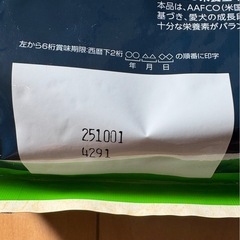 本品は、AAFCO(米国
基づき、愛犬の成長
十分な栄養素がバラン
左から6桁賞味期限:西暦下2桁 〇〇 △△ ◇◇ の順番に印字
年 月 日
251001
4291